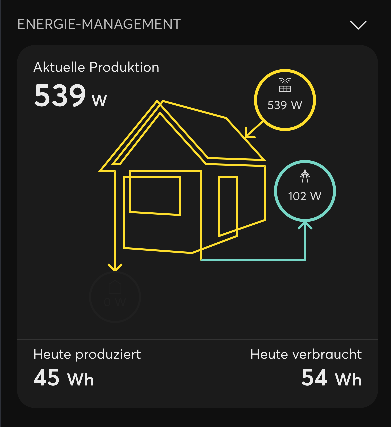 ENERGIE-MANAGEMENT
Aktuelle Produktion
539 W
539 W
102 W
Heute produziert
45 Wh
Heute verbraucht
54 Wh